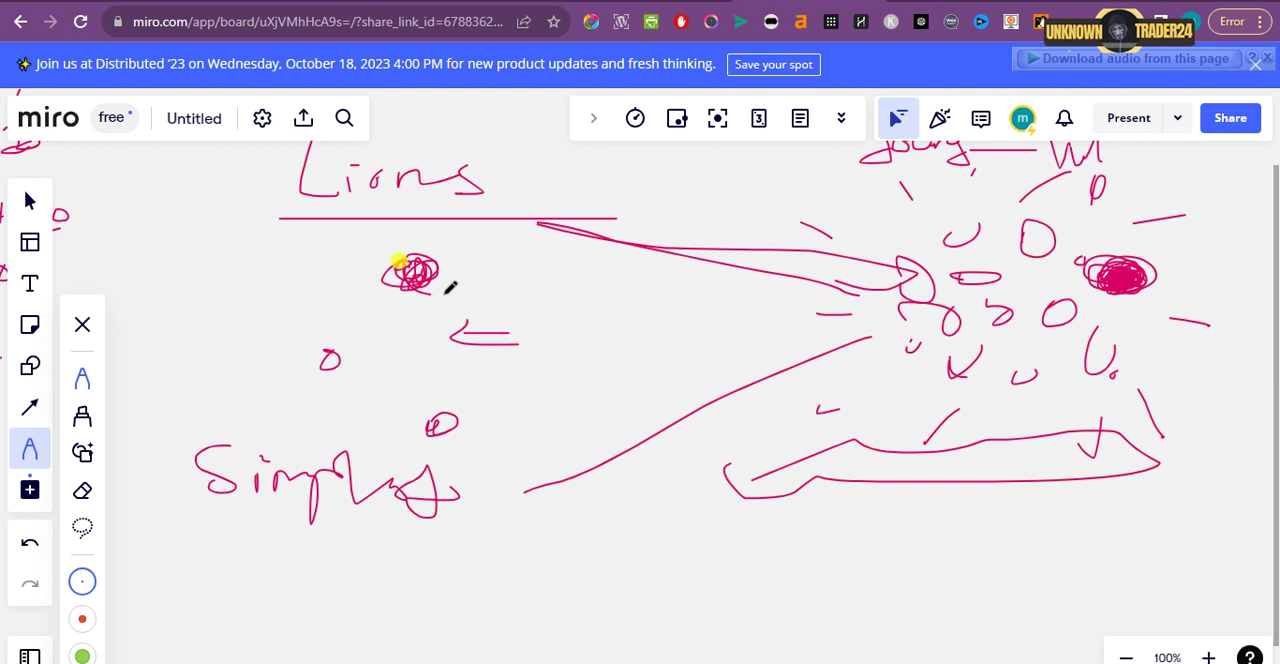 miro.com/app/board/uXjVMhHcA9s=/?share_link_id=6788362...
Error
UNKNOWN TRADER24
Join us at Distributed '23 on Wednesday, October 18, 2023 4:00 PM for new product updates and fresh thinking.
Save your spot
Download audio from this page
miro
free
Untitled
3
m
Present
Share
Lions
100%